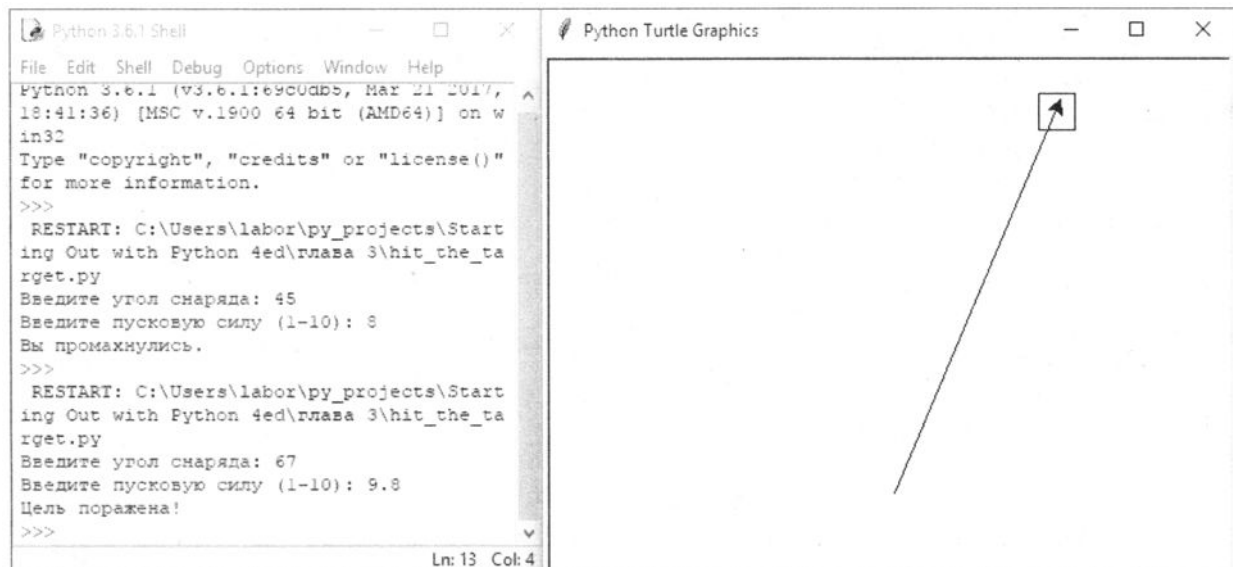 Python 3.6.1 Shell
File Edit Shell Debug Options Window Help
Python 3.6.1 (v3.6.1:69c0db5, Mar 21 2017,
18:41:36) [MSC v.1900 64 bit (AMD64)] on w
in32
Type "copyright", "credits" or "license()"
for more information.
>>>
RESTART: C:\Users\labor\py_projects\Start
ing Out with Python 4ed\глава 3\hit_the_ta
rget.py
Введите угол снаряда: 45
Введите пусковую силу (1-10): 8
Вы промахнулись.
>>>
RESTART: C:\Users\labor\py_projects\Start
ing Out with Python 4ed\глава 3\hit_the_ta
rget.py
Введите угол снаряда: 67
Введите пусковую силу (1-10): 9.8
Цель поражена!
>>>
Ln: 13 Col: 4
Python Turtle Graphics